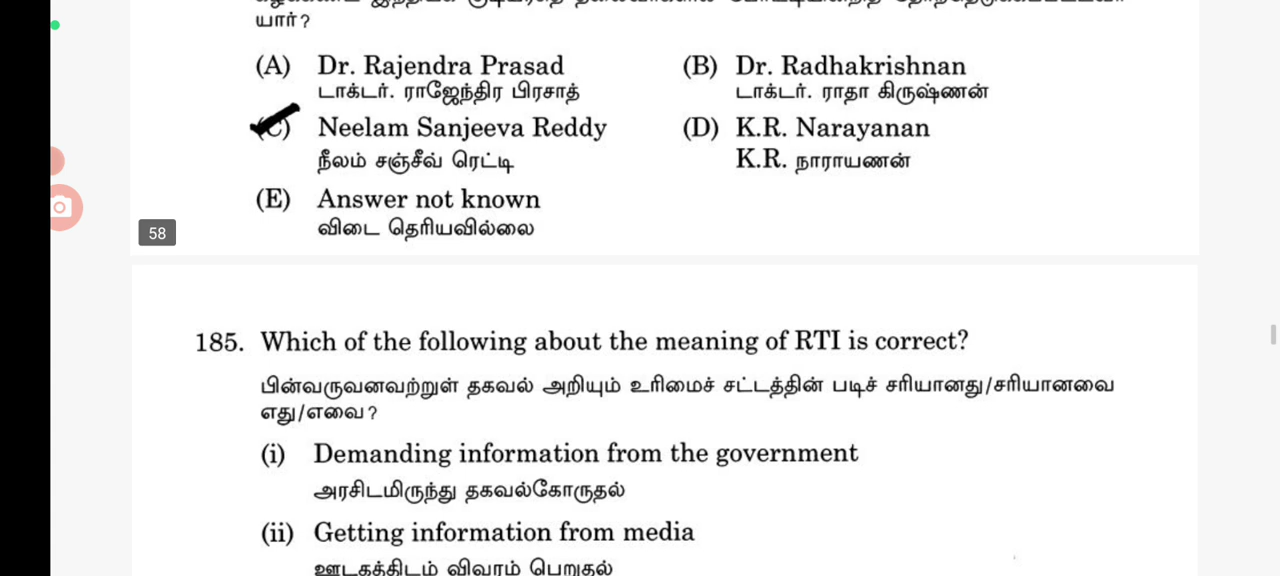 யார்?
(A) Dr. Rajendra Prasad
டாக்டர். ராஜேந்திர பிரசாத்
(B) Dr. Radhakrishnan
டாக்டர். ராதா கிருஷ்ணன்
(C) Neelam Sanjeeva Reddy
நீலம் சஞ்சீவ் ரெட்டி
(D) K.R. Narayanan
K.R. நாராயணன்
(E) Answer not known
விடை தெரியவில்லை
58
185. Which of the following about the meaning of RTI is correct?
பின்வருவனவற்றுள் தகவல் அறியும் உரிமைச் சட்டத்தின் படிச் சரியானது/சரியானவை
எது/எவை?
(i) Demanding information from the government
அரசிடமிருந்து தகவல்கோருதல்
(ii) Getting information from media
ஊடகத்திடம் விவரம் பெறுதல்